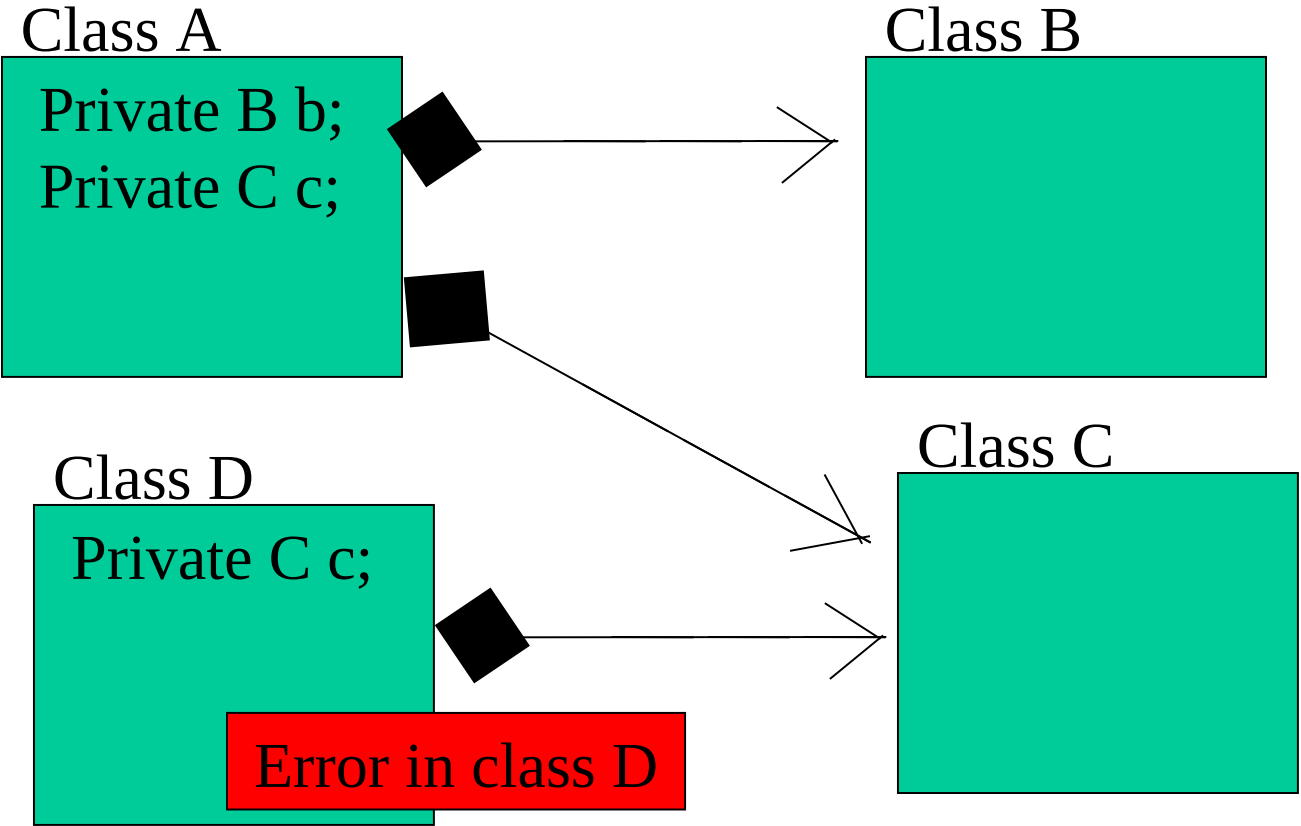 Class A
Private B b;
Private C c;
Class B
Class D
Private C c;
Error in class D
Class C